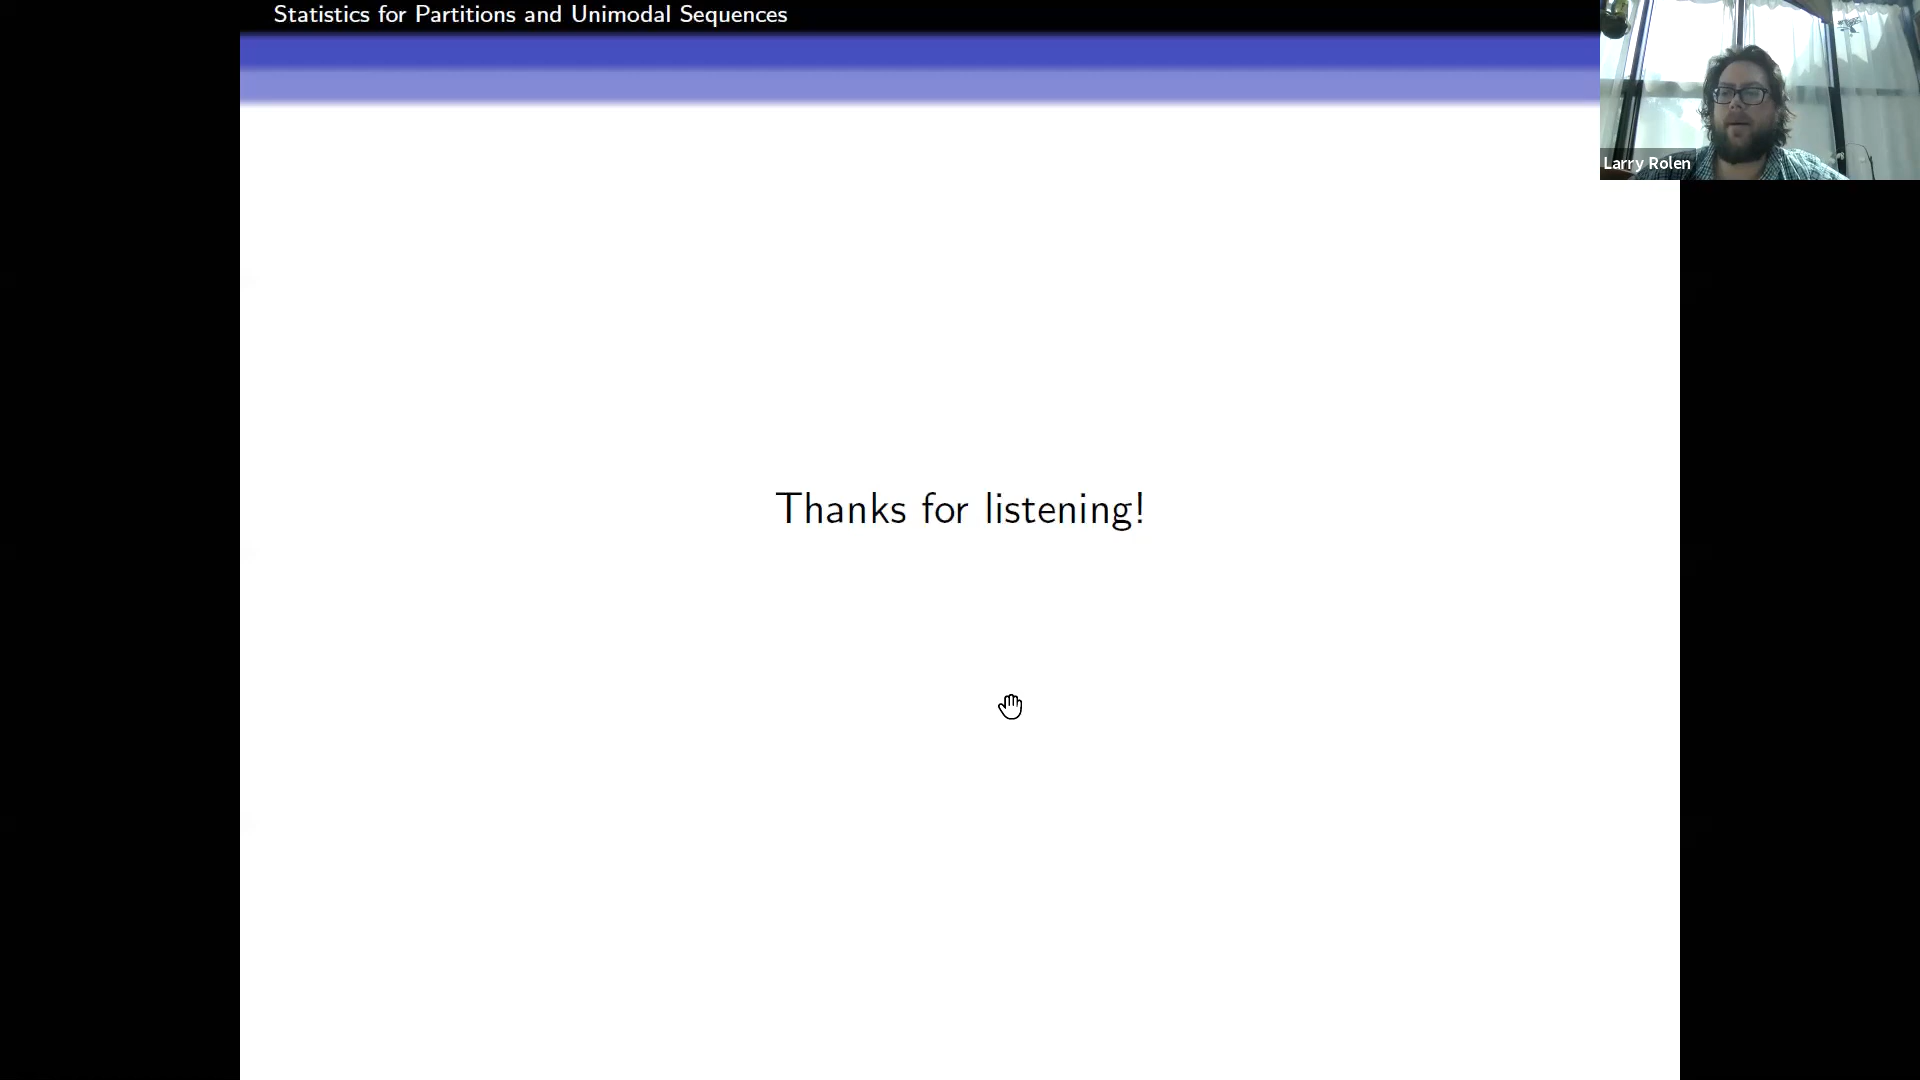 Statistics for Partitions and Unimodal Sequences
Larry Rolen
Thanks for listening!